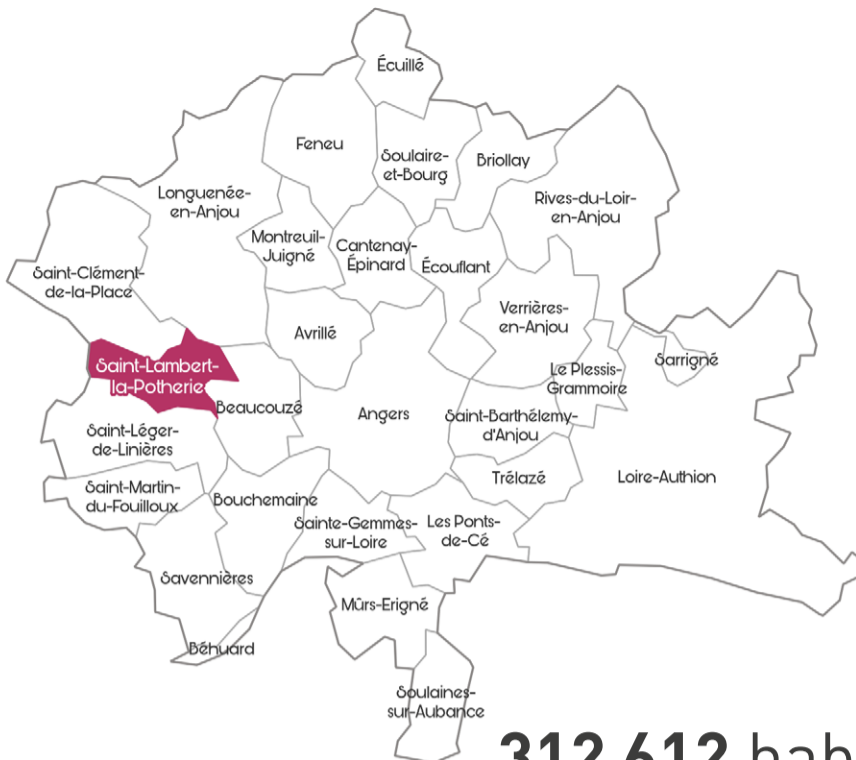 Écuillé
Feneu
Soulaire-
et-Bourg
Briollay
Longuenée-
en-Anjou
Rives-du-Loir-
en-Anjou
Montreuil-
Juigné
Cantenay-
Épinard
Écouflant
Saint-Clément-
de-la-Place
Verrières-
en-Anjou
Avrillé
Saint-Lambert-
la-Potherie
Le Plessis-
Grammoire
Sarrigné
Beaucouzé
Angers
Saint-Barthélemy-
d'Anjou
Saint-Léger-
de-Linières
Trélazé
Loire-Authion
Saint-Martin-
du-Fouilloux
Bouchemaine
Sainte-Gemmes-
sur-Loire
Les Ponts-
de-Cé
Savennières
Mûrs-Erigné
Béhuard
Soulaines-
sur-Aubance
312 612 hab